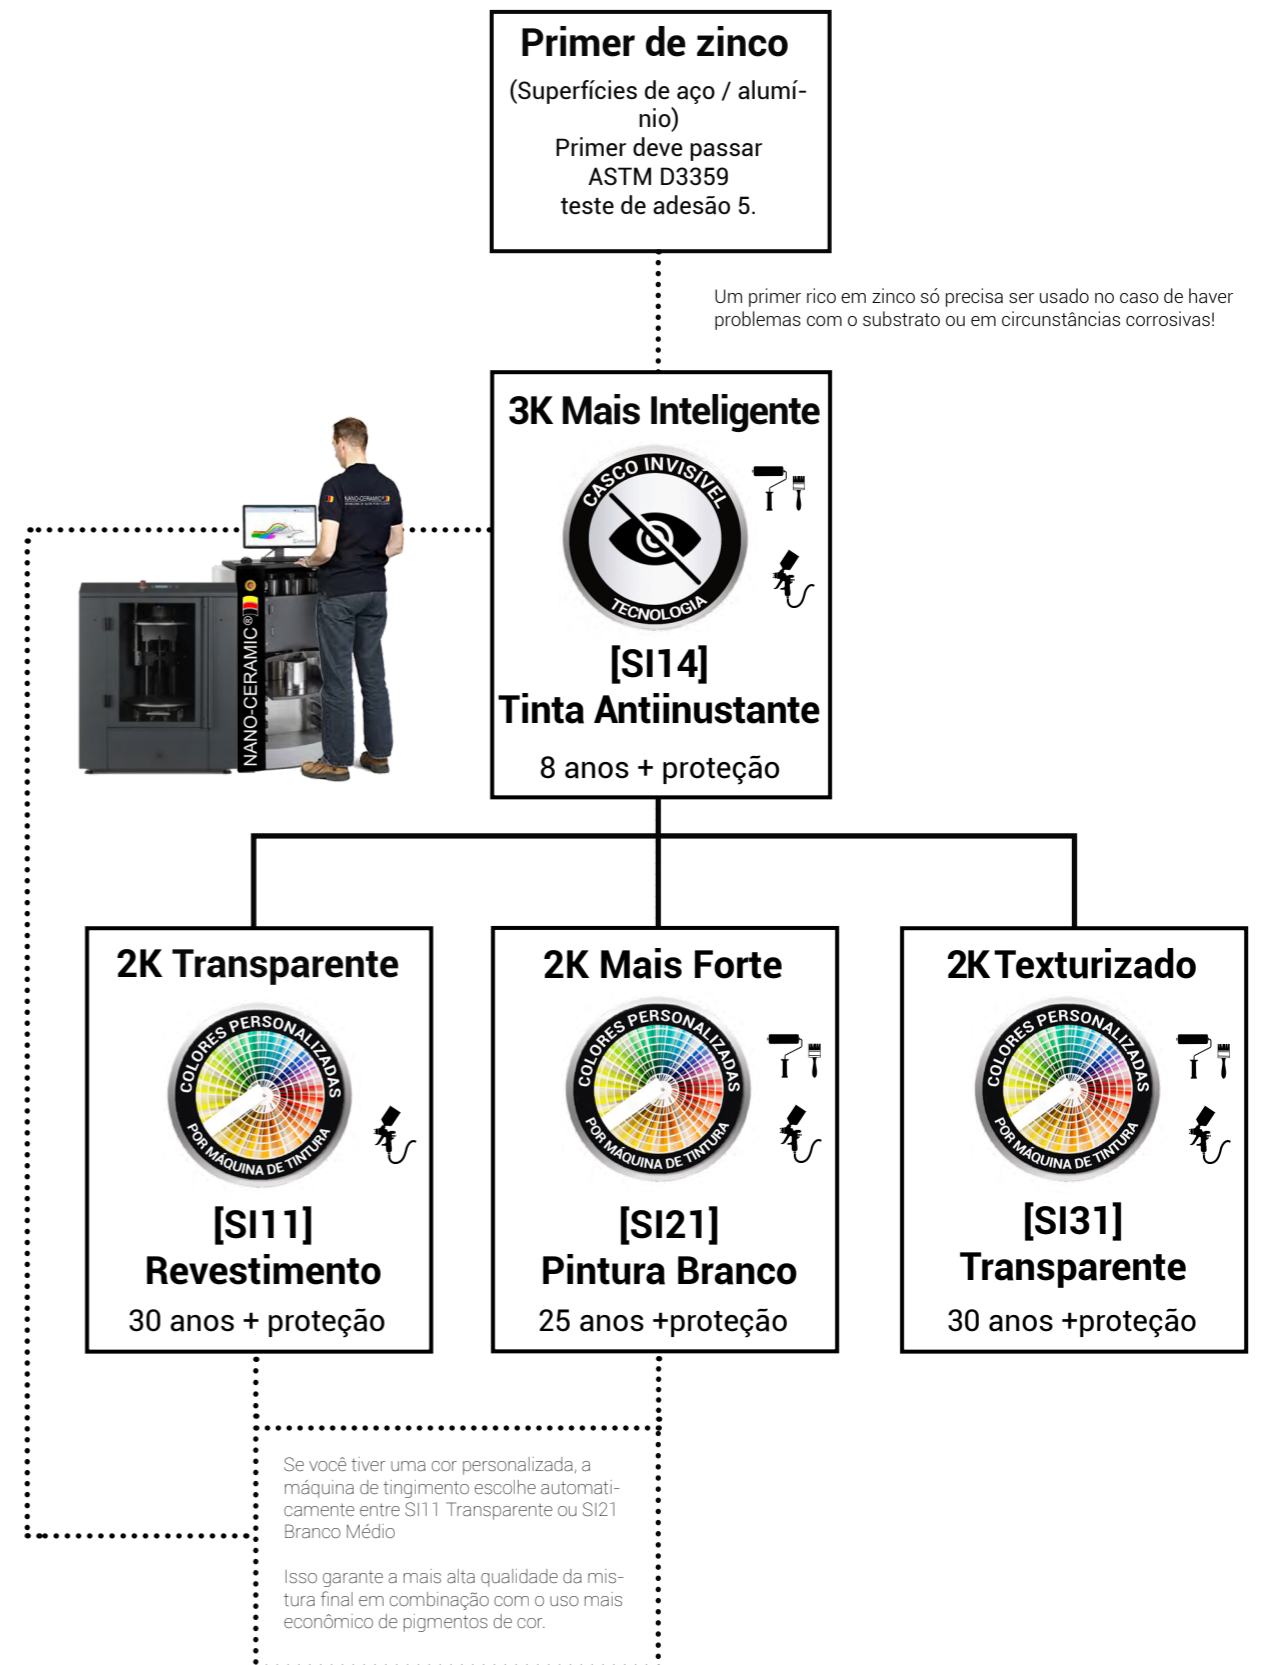 Primer de zinco
(Superfícies de aço / alumí-
nio)
Primer deve passar
ASTM D3359
teste de adesão 5.
Um primer rico em zinco só precisa ser usado no caso de haver
problemas com o substrato ou em circunstâncias corrosivas!
3K Mais Inteligente
CASCO INVISÍVEL
TECNOLOGIA
[SI14]
Tinta Antiinustante
8 anos + proteção
NANO-CERAMIC®
NANO-CERAMIC®
2K Transparente
COLORES PERSONALIZADAS
POR MÁQUINA DE TINTURA
[SI11]
Revestimento
30 anos + proteção
2K Mais Forte
COLORES PERSONALIZADAS
POR MÁQUINA DE TINTURA
[SI21]
Pintura Branco
25 anos +proteção
2K Texturizado
COLORES PERSONALIZADAS
POR MÁQUINA DE TINTURA
[SI31]
Transparente
30 anos +proteção
Se você tiver uma cor personalizada, a
máquina de tingimento escolhe automati-
camente entre SI11 Transparente ou SI21
Branco Médio
Isso garante a mais alta qualidade da mis-
tura final em combinação com o uso mais
econômico de pigmentos de cor.